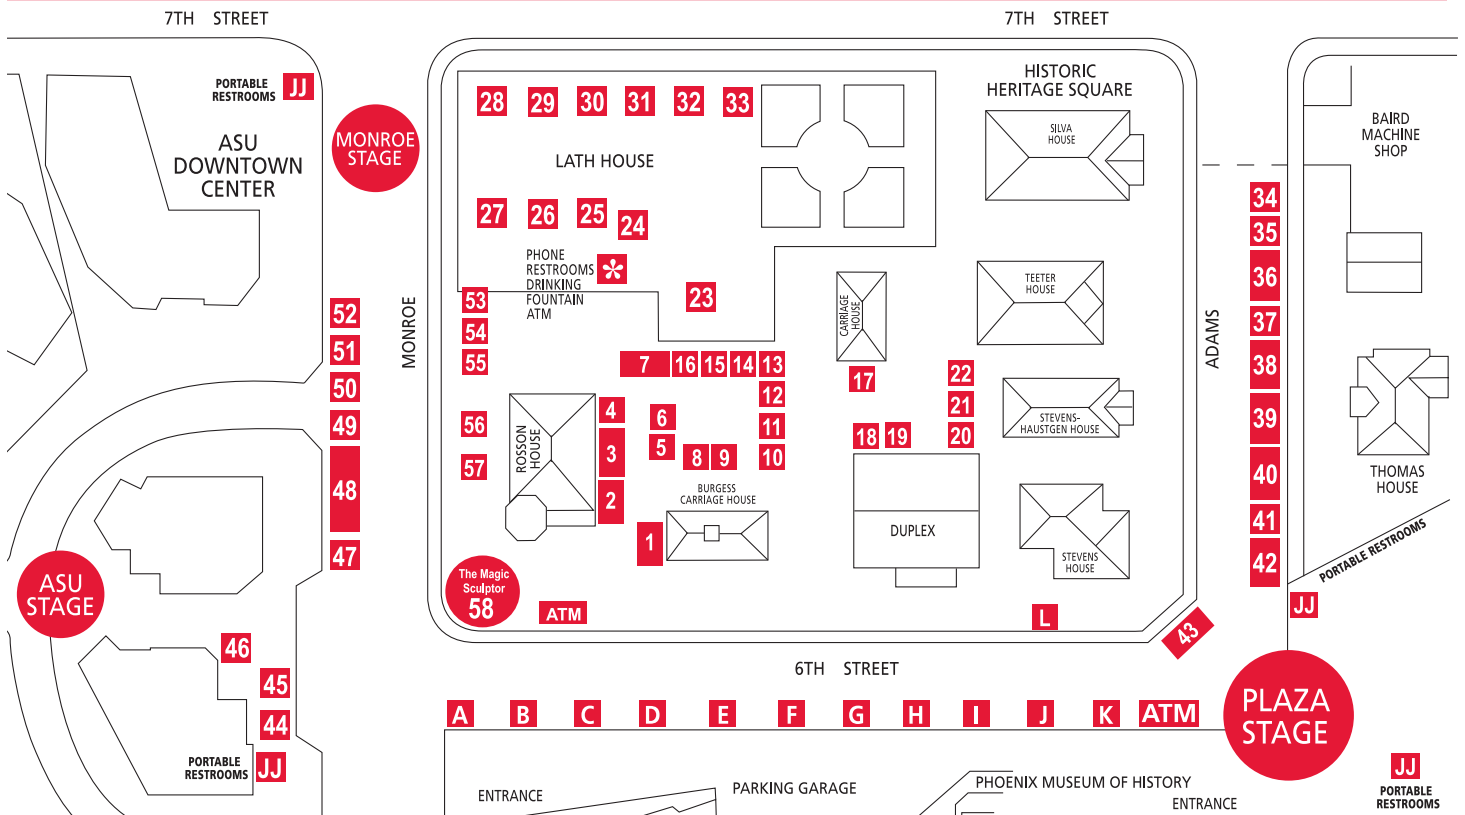 7TH STREET
7TH STREET
PORTABLE
RESTROOMS
JJ
MONROE
STAGE
ASU
DOWNTOWN
CENTER
28
29
30
31
32
33
LATH HOUSE
27
26
25
24
PHONE
RESTROOMS
DRINKING
FOUNTAIN
ATM
*
23
HISTORIC
HERITAGE SQUARE
SILVA
HOUSE
BAIRD
MACHINE
SHOP
34
35
36
37
38
39
40
41
42
TEETER
HOUSE
CARRIAGE
HOUSE
ADAMS
MONROE
52
51
50
49
48
47
53
54
55
56
57
7
16
15
14
13
12
11
10
4
3
2
6
5
8
9
1
17
18
19
22
21
20
ROSSON
HOUSE
BURGESS
CARRIAGE HOUSE
STEVENS-
HAUSTGEN HOUSE
DUPLEX
STEVENS
HOUSE
THOMAS
HOUSE
PORTABLE RESTROOMS
JJ
ASU
STAGE
The Magic
Sculptor
58
ATM
L
43
46
45
44
PORTABLE
RESTROOMS
JJ
6TH STREET
A
B
C
D
E
F
G
H
I
J
K
ATM
PLAZA
STAGE
ENTRANCE
PARKING GARAGE
PHOENIX MUSEUM OF HISTORY
ENTRANCE
JJ
PORTABLE
RESTROOMS